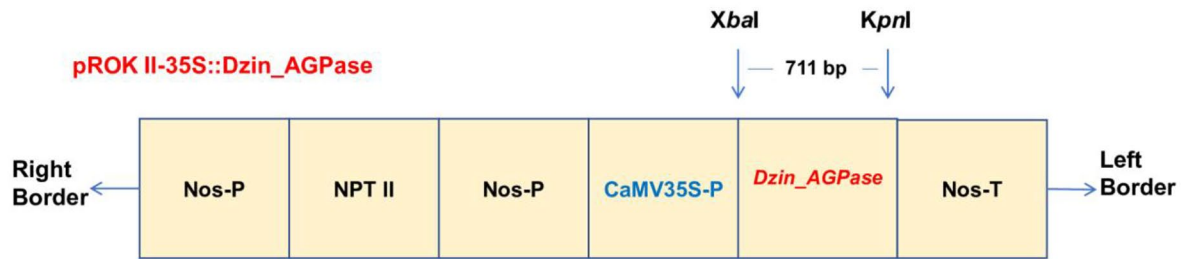 XbaI
KpnI
pROK II-35S::Dzin_AGPase
711 bp
Right
Border
Nos-P
NPT II
Nos-P
CaMV35S-P
Dzin_AGPase
Nos-T
Left
Border